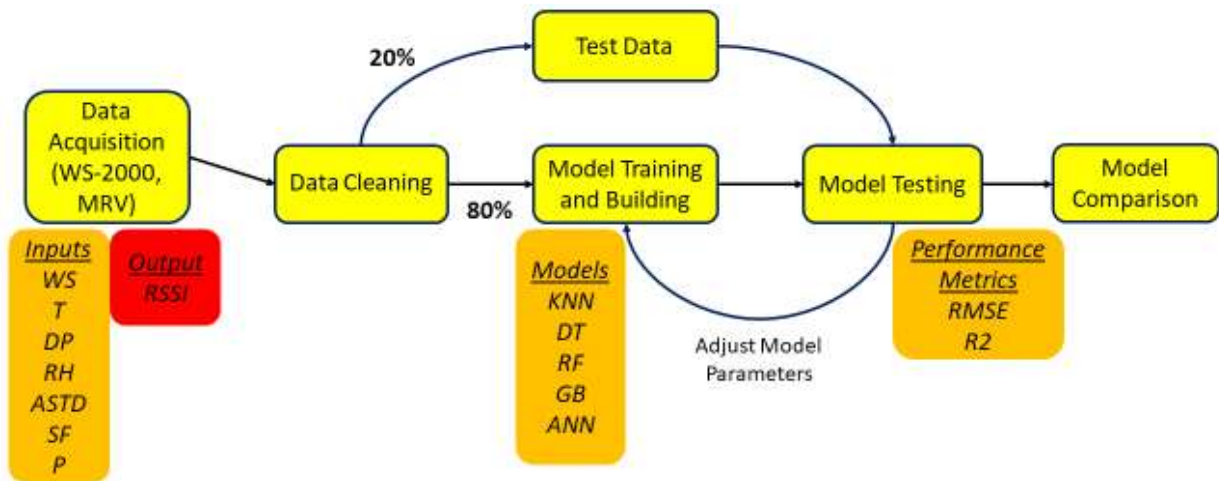 Data
Acquisition
(WS-2000,
MRV)
Inputs
WS
T
DP
RH
ASTD
SF
P
Output
RSSI
Data Cleaning
20%
80%
Test Data
Model Training
and Building
Models
KNN
DT
RF
GB
ANN
Adjust Model
Parameters
Model Testing
Performance
Metrics
RMSE
R2
Model
Comparison